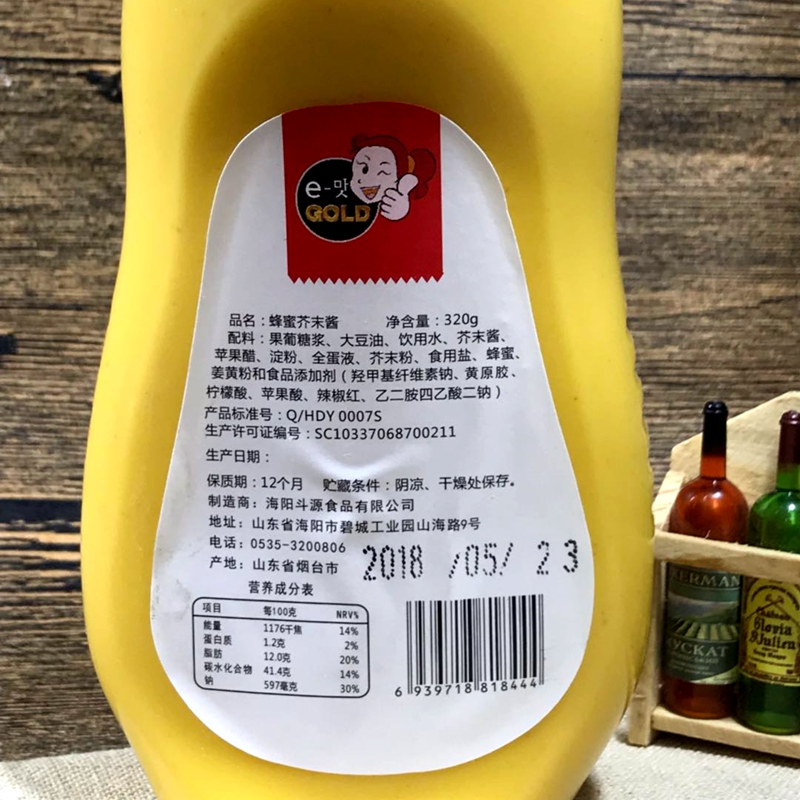 e-맛
GOLD
品名：蜂蜜芥末酱 净含量：320g
配料：果葡糖浆、大豆油、饮用水、芥末酱、
苹果醋、淀粉、全蛋液、芥末粉、食用盐、蜂蜜、
姜黄粉和食品添加剂（羟甲基纤维素钠、黄原胶、
柠檬酸、苹果酸、辣椒红、乙二胺四乙酸二钠）
产品标准号：Q/HDY 0007S
生产许可证编号：SC10337068700211
生产日期：
保质期：12个月 贮藏条件：阴凉、干燥处保存。
制造商：海阳斗源食品有限公司
地址：山东省海阳市碧城工业园山海路9号
电话：0535-3200806
产地：山东省烟台市
2018 /05/ 23
营养成分表
项目 每100克 NRV%
能量 1176千焦 14%
蛋白质 1.2克 2%
脂肪 12.0克 20%
碳水化合物 41.4克 14%
钠 597毫克 30%
6 939718 818444
ERMAN
УСКАТ
Gloria
Julien